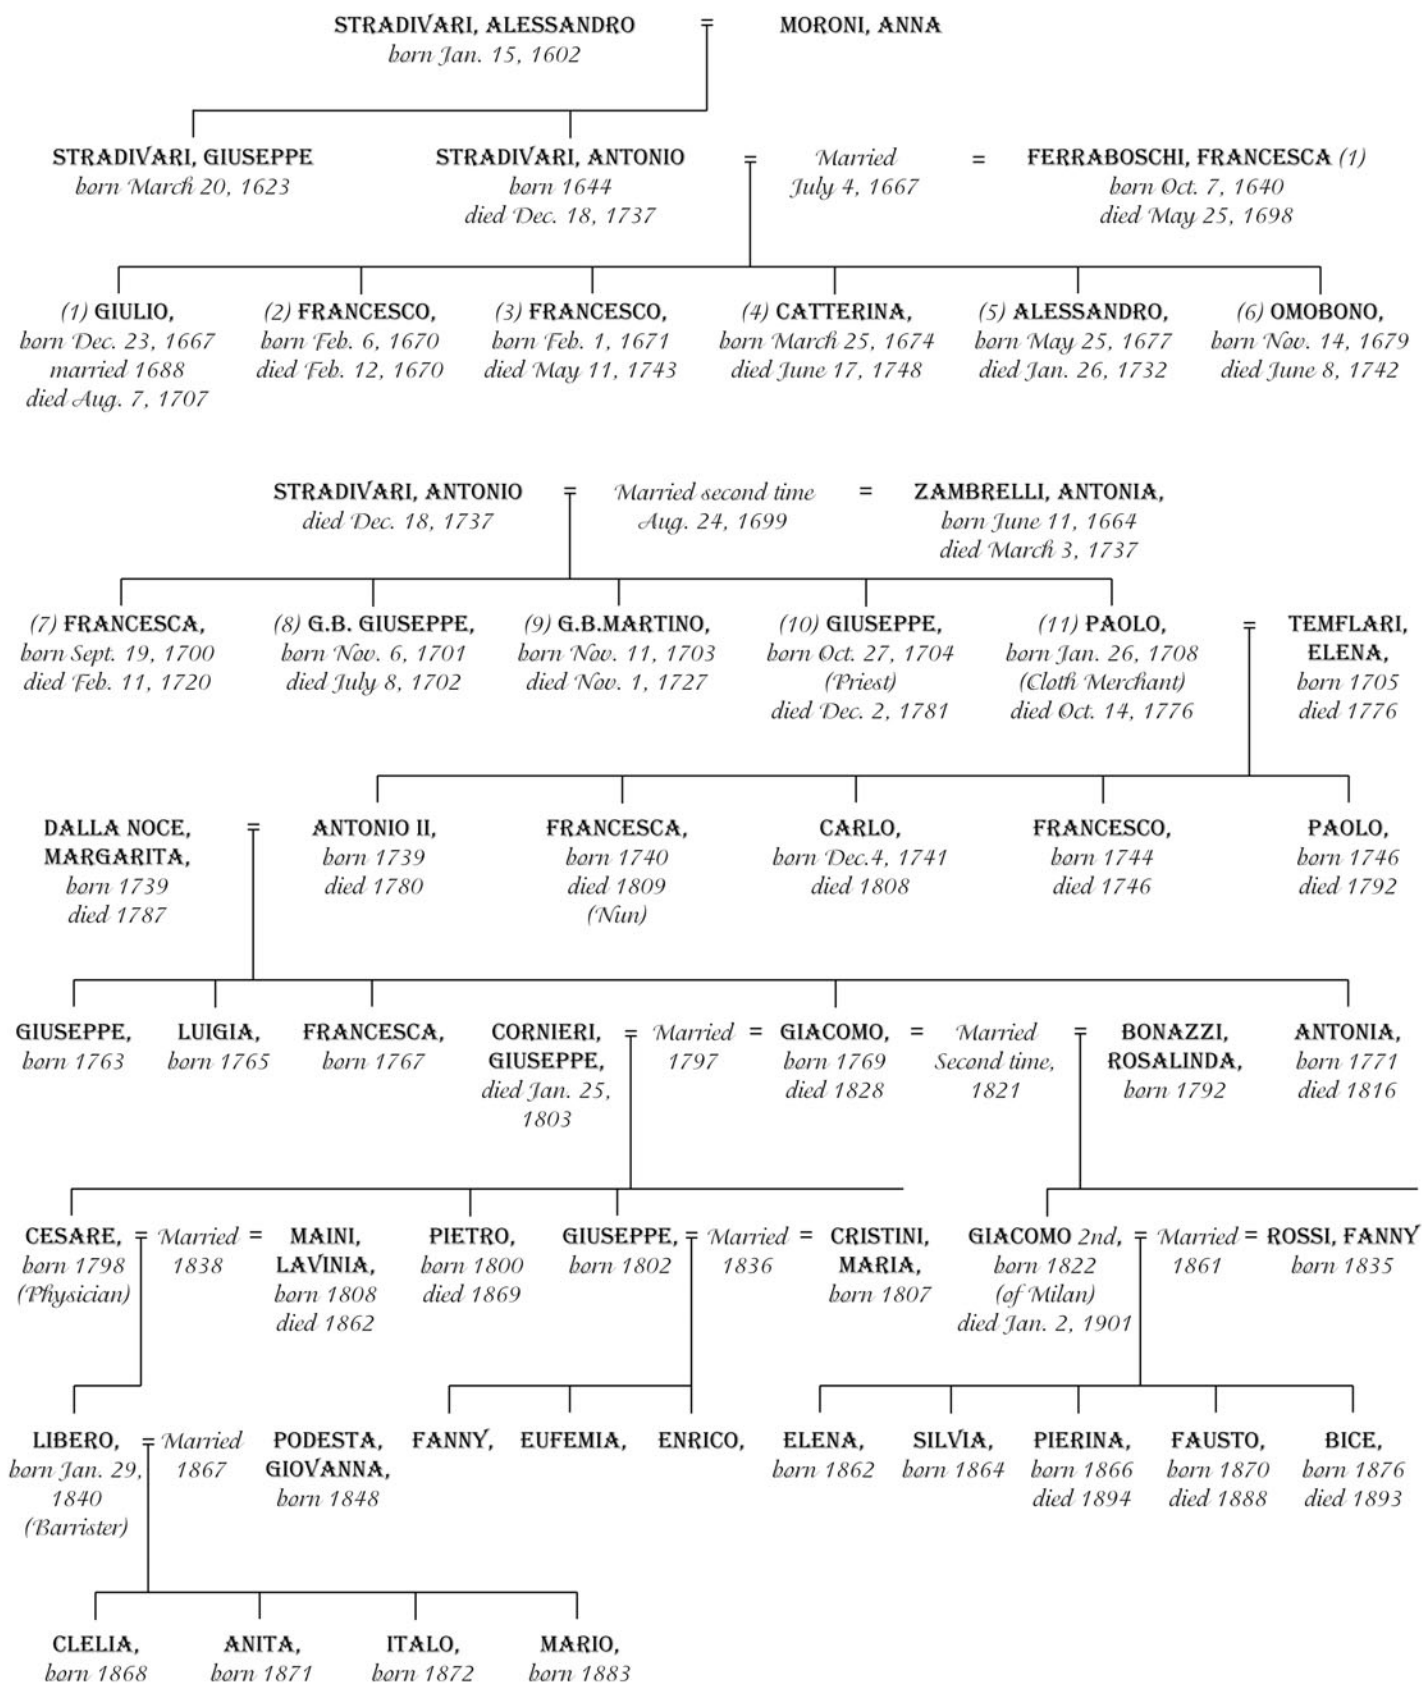 STRADIVARI, ALESSANDRO = MORONI, ANNA
born Jan. 15, 1602
STRADIVARI, GIUSEPPE
born March 20, 1623
STRADIVARI, ANTONIO
born 1644
died Dec. 18, 1737
= Married =
July 4, 1667
FERRABOSCHI, FRANCESCA (1)
born Oct. 7, 1640
died May 25, 1698
(1) GIULIO,
born Dec. 23, 1667
married 1688
died Aug. 7, 1707
(2) FRANCESCO,
born Feb. 6, 1670
died Feb. 12, 1670
(3) FRANCESCO,
born Feb. 1, 1671
died May 11, 1743
(4) CATTERINA,
born March 25, 1674
died June 17, 1748
(5) ALESSANDRO,
born May 25, 1677
died Jan. 26, 1732
(6) OMOBONO,
born Nov. 14, 1679
died June 8, 1742
STRADIVARI, ANTONIO
died Dec. 18, 1737
= Married second time =
Aug. 24, 1699
ZAMBRELLI, ANTONIA,
born June 11, 1664
died March 3, 1737
(7) FRANCESCA,
born Sept. 19, 1700
died Feb. 11, 1720
(8) G.B. GIUSEPPE,
born Nov. 6, 1701
died July 8, 1702
(9) G.B.MARTINO,
born Nov. 11, 1703
died Nov. 1, 1727
(10) GIUSEPPE,
born Oct. 27, 1704
(Priest)
died Dec. 2, 1781
(11) PAOLO,
born Jan. 26, 1708
(Cloth Merchant)
died Oct. 14, 1776
=
TEMFLARI,
ELENA,
born 1705
died 1776
DALLA NOCE,
MARGARITA,
born 1739
died 1787
=
ANTONIO II,
born 1739
died 1780
FRANCESCA,
born 1740
died 1809
(Nun)
CARLO,
born Dec.4, 1741
died 1808
FRANCESCO,
born 1744
died 1746
PAOLO,
born 1746
died 1792
GIUSEPPE,
born 1763
LUIGIA,
born 1765
FRANCESCA,
born 1767
CORNIERI,
GIUSEPPE,
died Jan. 25,
1803
= Married =
1797
GIACOMO,
born 1769
died 1828
= Married =
Second time,
1821
BONAZZI,
ROSALINDA,
born 1792
ANTONIA,
born 1771
died 1816
CESARE,
born 1798
(Physician)
= Married =
1838
MAINI,
LAVINIA,
born 1808
died 1862
PIETRO,
born 1800
died 1869
GIUSEPPE,
born 1802
= Married =
1836
CRISTINI,
MARIA,
born 1807
GIACOMO 2nd,
born 1822
(of Milan)
died Jan. 2, 1901
= Married =
1861
ROSSI, FANNY
born 1835
LIBERO,
born Jan. 29,
1840
(Barrister)
= Married
1867
PODESTA,
GIOVANNA,
born 1848
FANNY,
EUFEMIA,
ENRICO,
ELENA,
born 1862
SILVIA,
born 1864
PIERINA,
born 1866
died 1894
FAUSTO,
born 1870
died 1888
BICE,
born 1876
died 1893
CLELIA,
born 1868
ANITA,
born 1871
ITALO,
born 1872
MARIO,
born 1883